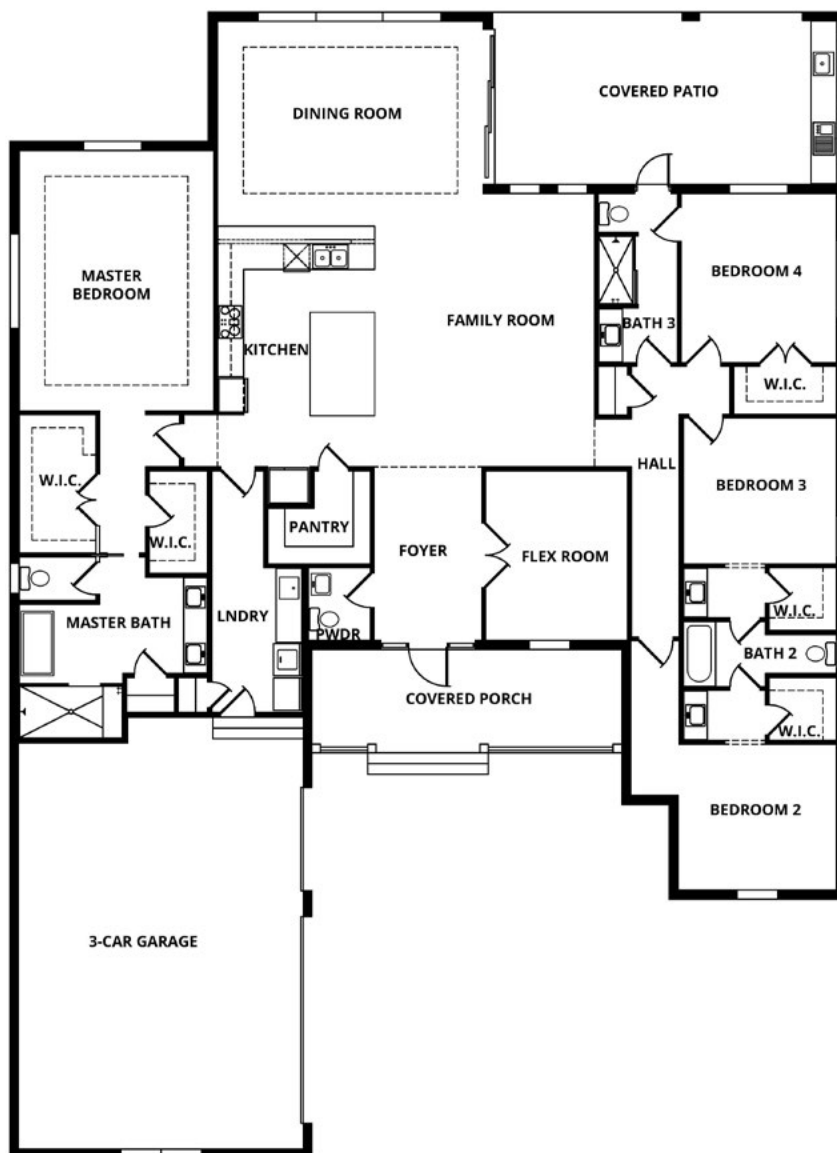 COVERED PATIO
DINING ROOM
MASTER
BEDROOM
BEDROOM 4
FAMILY ROOM
BATH 3
KITCHEN
W.I.C.
HALL
W.I.C.
BEDROOM 3
W.I.C.
PANTRY
FOYER
FLEX ROOM
W.I.C.
LNDRY
MASTER BATH
PWDR
BATH 2
COVERED PORCH
W.I.C.
BEDROOM 2
3-CAR GARAGE